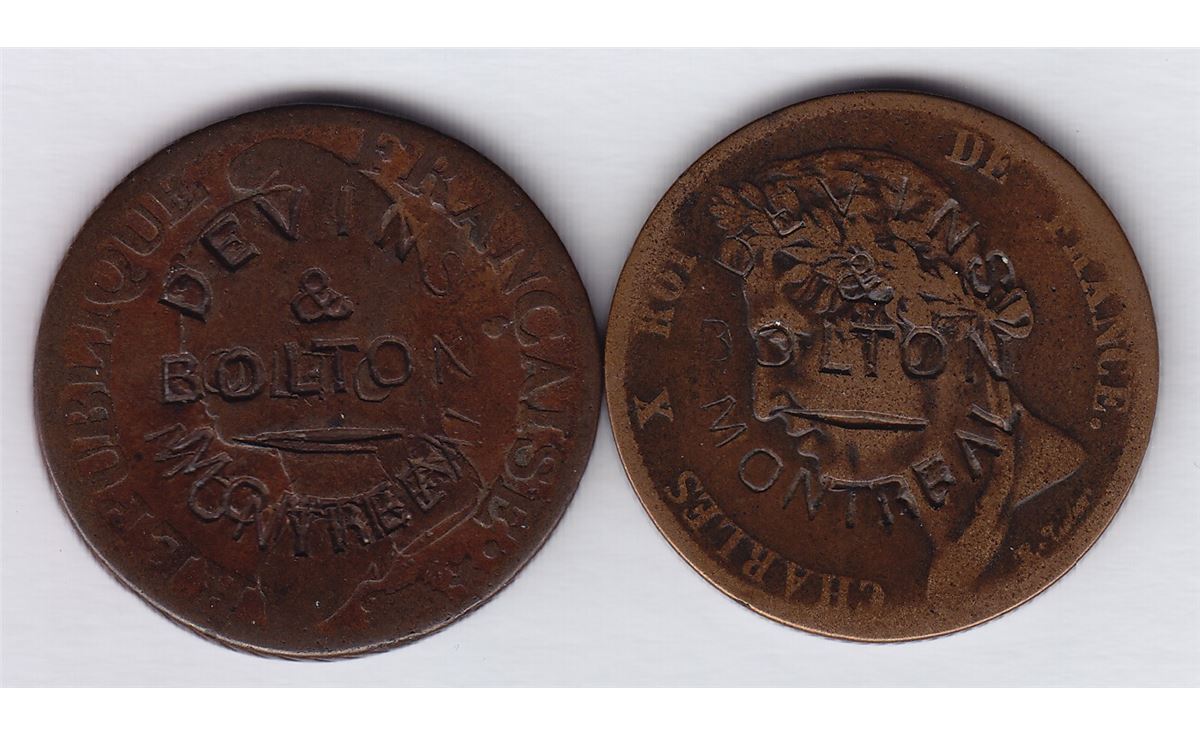 REPUBLIQUE FRANÇAISE.
DEVINS
&
BOLTON
MONTREAL
CHARLES X ROI DE FRANCE.
DEVINS
&
BOLTON
MONTREAL